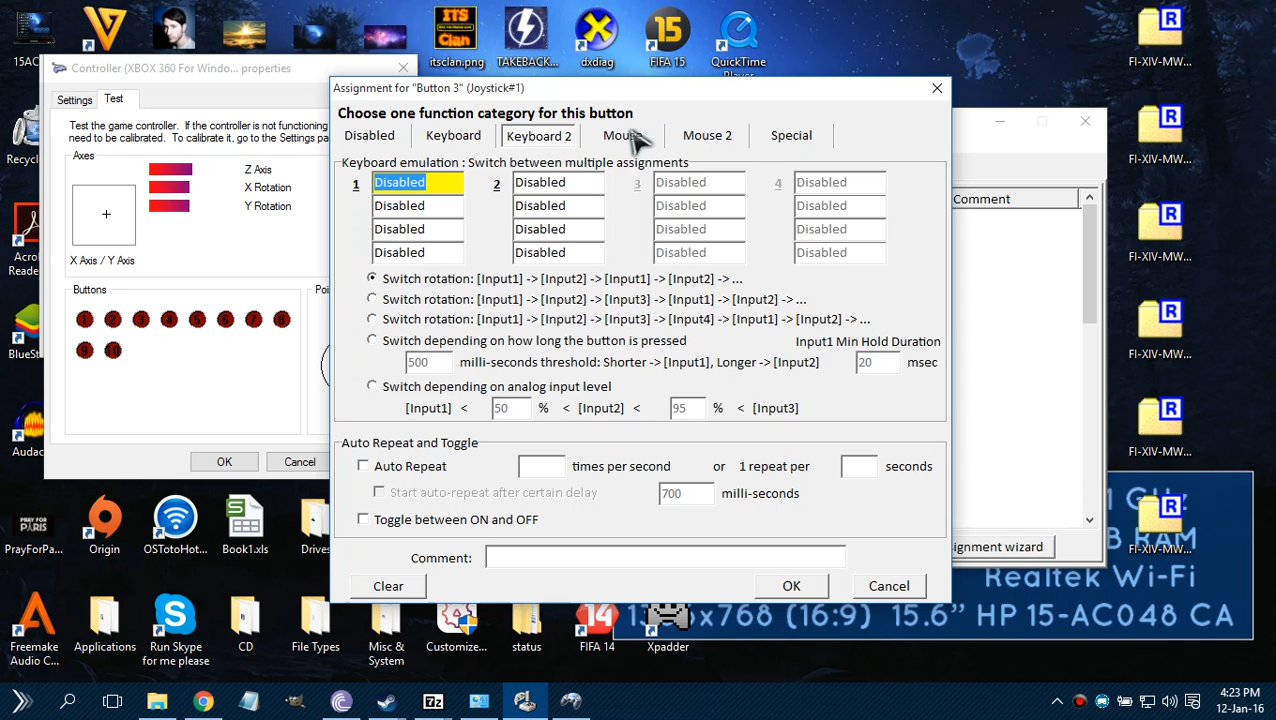 15AC...
itsclan.png
TAKEBACK...
dxdiag
FIFA 15
QuickTime
Player
FI-XIV-MW...
Controller (XBOX 360 For Windo... properties
Settings
Test
Test the game controller. If the controller is not functioning
need to be calibrated. To calibrate it, go to the Settings pa
Axes
Z Axis
X Rotation
Y Rotation
X Axis / Y Axis
Buttons
Poi
1
2
3
4
5
6
7
8
9
10
OK
Cancel
Assignment for "Button 3" (Joystick#1)
Choose one function category for this button
Disabled
Keyboard
Keyboard 2
Mouse
Mouse 2
Special
Keyboard emulation : Switch between multiple assignments
1
Disabled
2
Disabled
3
Disabled
4
Disabled
Disabled
Disabled
Disabled
Disabled
Disabled
Disabled
Disabled
Disabled
Disabled
Disabled
Disabled
Disabled
Switch rotation: [Input1] -> [Input2] -> [Input1] -> [Input2] -> ...
Switch rotation: [Input1] -> [Input2] -> [Input3] -> [Input1] -> [Input2] -> ...
Switch rotation: [Input1] -> [Input2] -> [Input3] -> [Input4] -> [Input1] -> [Input2] -> ...
Switch depending on how long the button is pressed
Input1 Min Hold Duration
500
milli-seconds threshold: Shorter -> [Input1], Longer -> [Input2]
20
msec
Switch depending on analog input level
[Input1] <
50
% < [Input2] <
95
% < [Input3]
Auto Repeat and Toggle
Auto Repeat
times per second
or
1 repeat per
seconds
Start auto-repeat after certain delay
700
milli-seconds
Toggle between ON and OFF
Comment:
Clear
OK
Cancel
Comment
ignment wizard
FI-XIV-MW...
FI-XIV-MW...
FI-XIV-MW...
FI-XIV-MW...
FI-XIV-MW...
Recyc
Acro
Reade
BlueSt
Audac
PrayForPa...
Origin
OSTotoHot...
Book1.xls
Drives
1 GHz
B RAM
Realtek Wi-Fi
x768 (16:9) 15.6" HP 15-AC048 CA
Freemake
Audio C...
Applications
Run Skype
for me please
CD
File Types
Misc &
System
Customize...
status
FIFA 14
Xpadder
4:23 PM
12-Jan-16